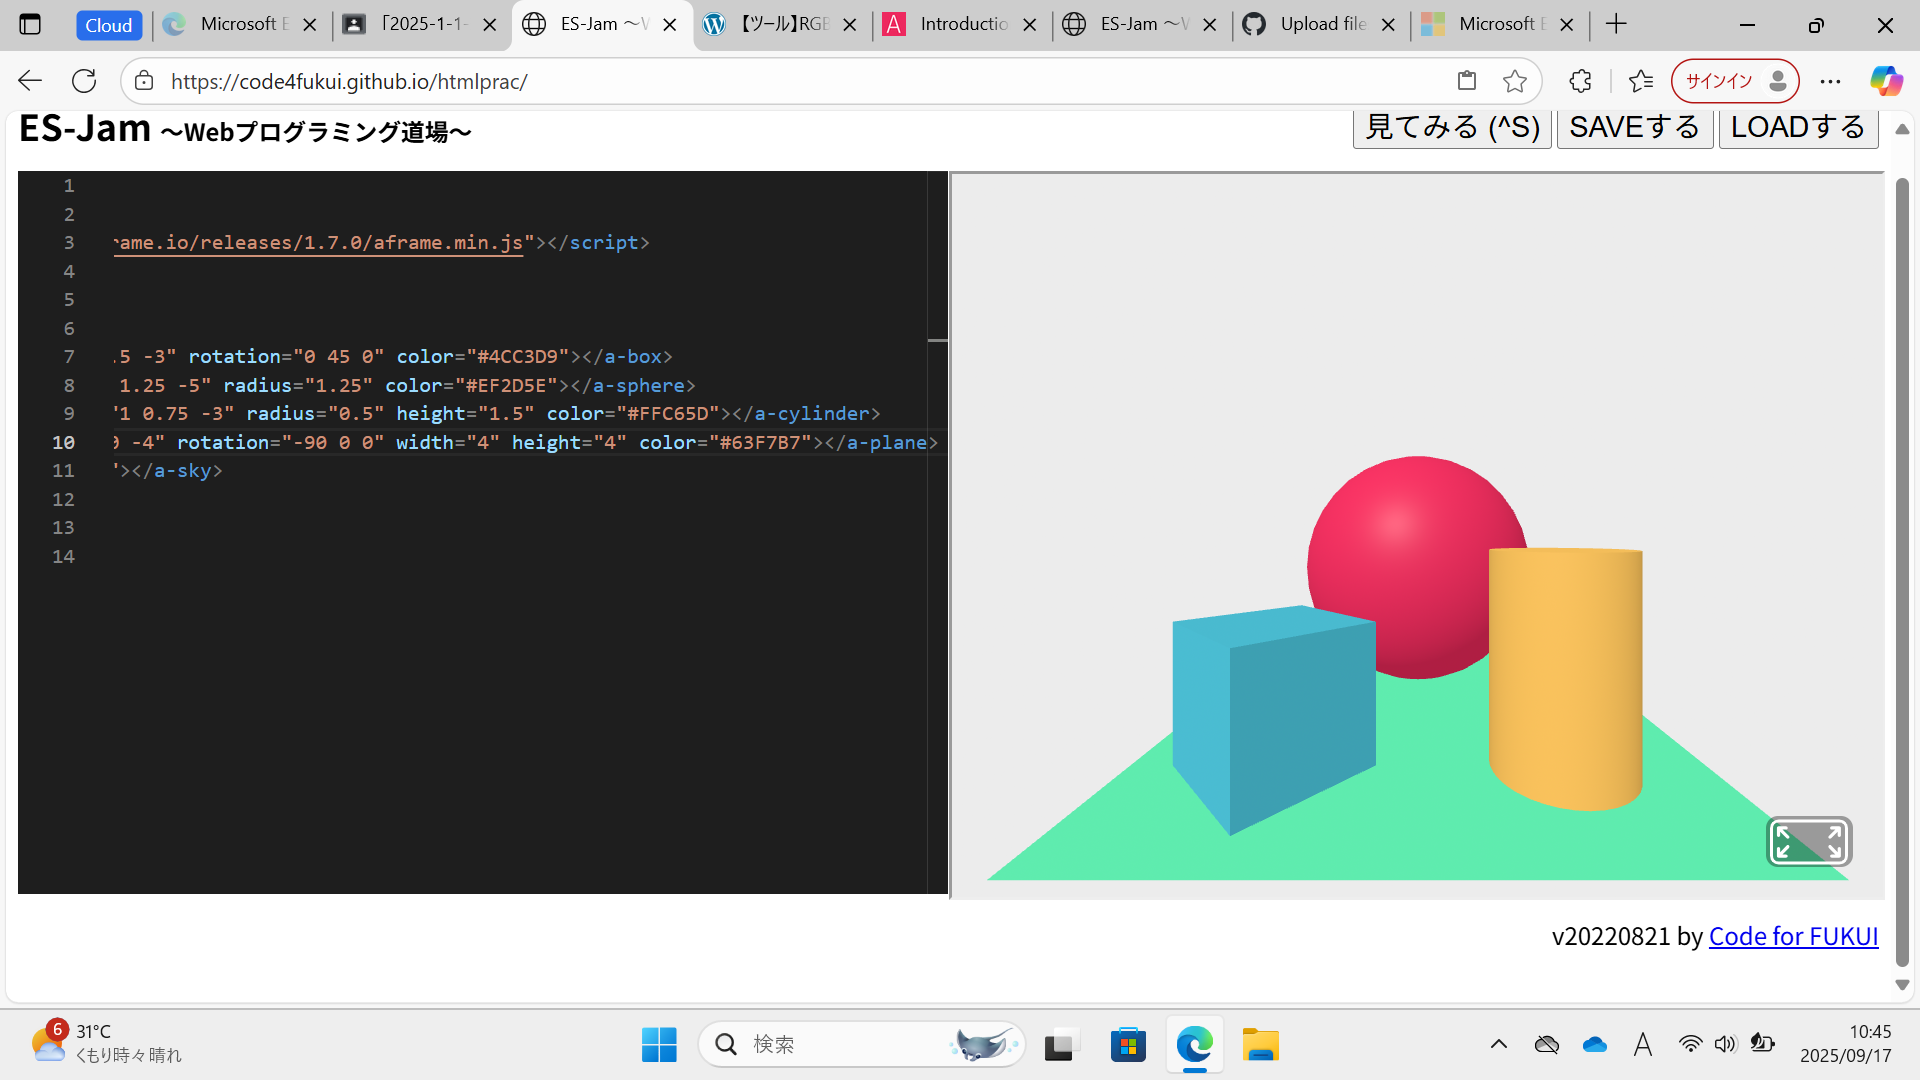 Cloud
Microsoft E
「2025-1-1-
ES-Jam ～W
【ツール】RGB
Introductio
ES-Jam ～W
Upload file
Microsoft E
https://code4fukui.github.io/htmlprac/
サインイン
ES-Jam ～Webプログラミング道場～
見てみる (^S)
SAVEする
LOADする
1
2
3 rame.io/releases/1.7.0/aframe.min.js"></script>
4
5
6
7 .5 -3" rotation="0 45 0" color="#4CC3D9"></a-box>
8 1.25 -5" radius="1.25" color="#EF2D5E"></a-sphere>
9 "1 0.75 -3" radius="0.5" height="1.5" color="#FFC65D"></a-cylinder>
10 0 -4" rotation="-90 0 0" width="4" height="4" color="#63F7B7"></a-plane>
11 "></a-sky>
12
13
14
v20220821 by Code for FUKUI
6
31°C
くもり時々晴れ
検索
A
10:45
2025/09/17